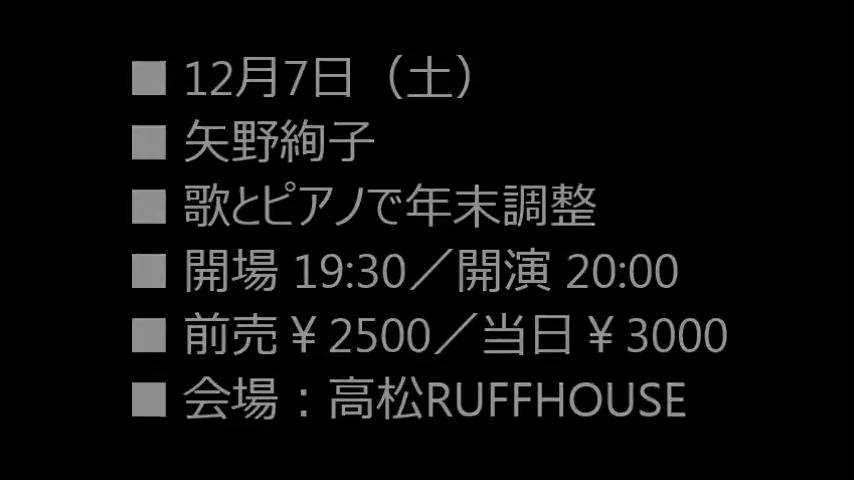 ■ 12月7日（土）
■ 矢野絢子
■ 歌とピアノで年末調整
■ 開場 19:30／開演 20:00
■ 前売￥2500／当日￥3000
■ 会場：高松RUFFHOUSE